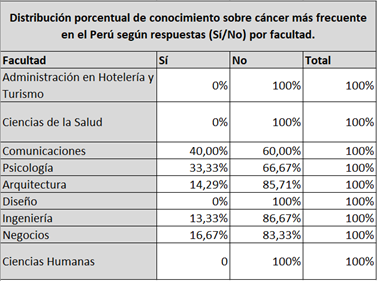 Distribución porcentual de conocimiento sobre cáncer más frecuente
en el Perú según respuestas (Sí/No) por facultad.
Facultad Sí No Total
Administración en Hotelería y
Turismo 0% 100% 100%
Ciencias de la Salud 0% 100% 100%
Comunicaciones 40,00% 60,00% 100%
Psicología 33,33% 66,67% 100%
Arquitectura 14,29% 85,71% 100%
Diseño 0% 100% 100%
Ingeniería 13,33% 86,67% 100%
Negocios 16,67% 83,33% 100%
Ciencias Humanas 0 100% 100%